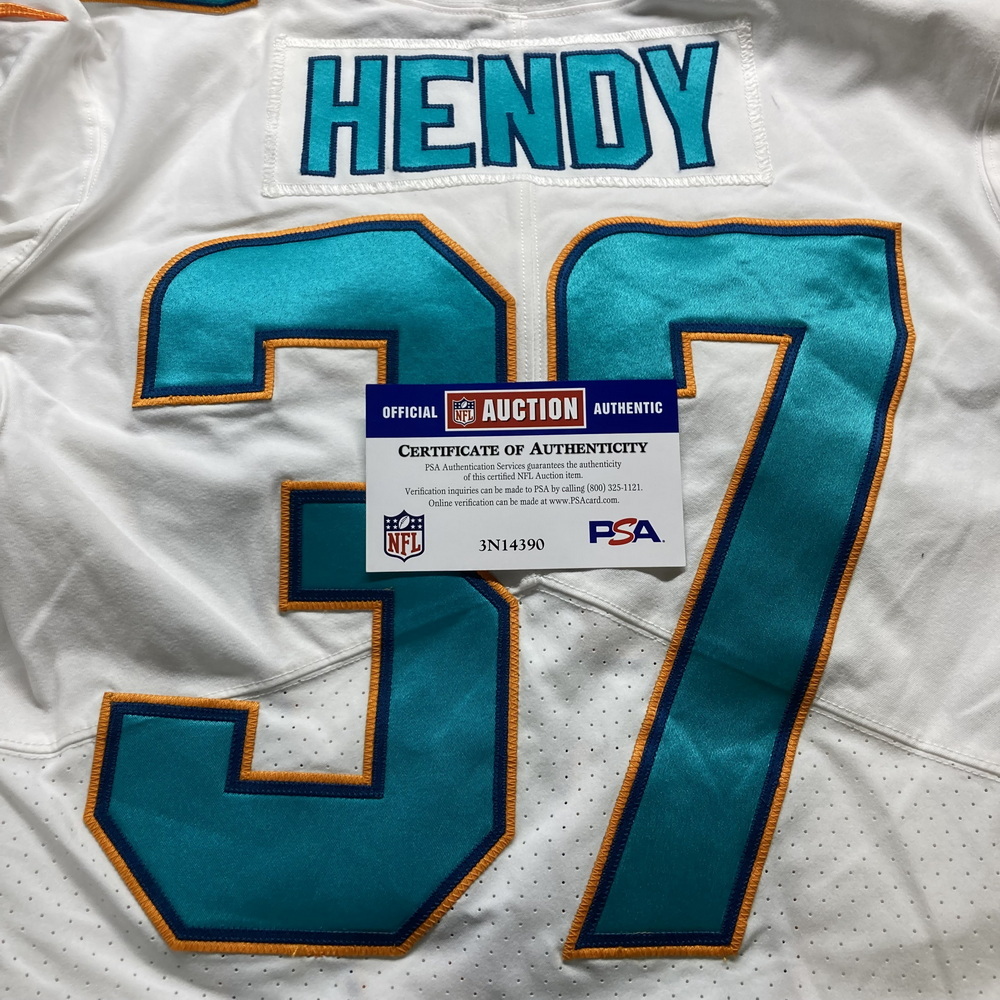 HENDY
37
OFFICIAL NFL AUCTION AUTHENTIC
CERTIFICATE OF AUTHENTICITY
PSA Authentication Services guarantees the authenticity
of this certified NFL Auction item.
Verification inquiries can be made to PSA by calling (800) 325-1121.
Online verification can be made at www.PSAcard.com.
NFL 3N14390 PSA.